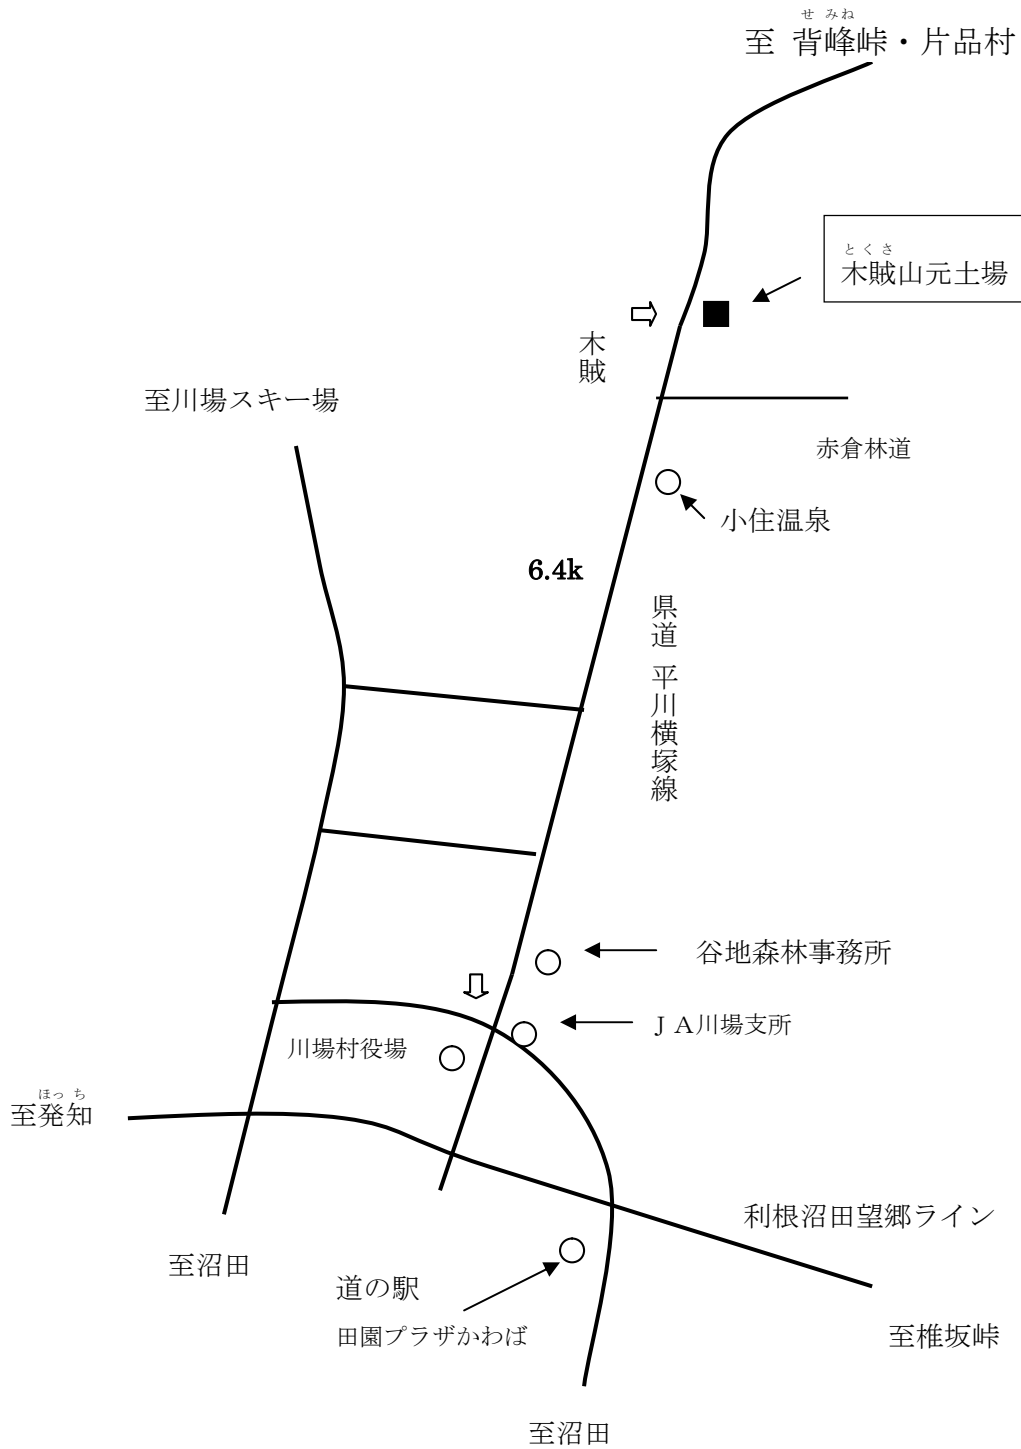 せ みね
至 背峰峠・片品村
とくさ
木賊山元土場
木賊
至川場スキー場
赤倉林道
小住温泉
6.4k
県道 平川横塚線
谷地森林事務所
ＪＡ川場支所
川場村役場
ほっ ち
至発知
利根沼田望郷ライン
至沼田
道の駅
田園プラザかわば
至椎坂峠
至沼田